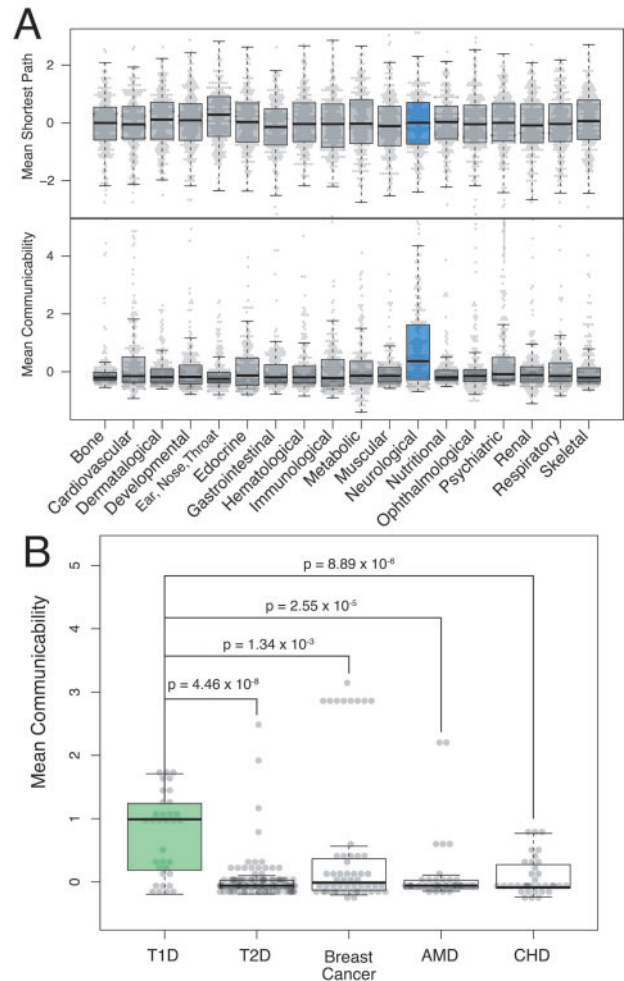 A
Mean Shortest Path
2
0
−2
Mean Communicability
4
2
0
Bone
Cardiovascular
Dermatalogical
Developmental
Ear, Nose, Throat
Edocrine
Gastrointestinal
Hematological
Immunological
Metabolic
Muscular
Neurological
Nutritional
Ophthalmological
Psychiatric
Renal
Respiratory
Skeletal
B
Mean Communicability
5
4
3
2
1
0
p = 8.89 x 10-6
p = 2.55 x 10-5
p = 1.34 x 10-3
p = 4.46 x 10-8
T1D
T2D
Breast
Cancer
AMD
CHD